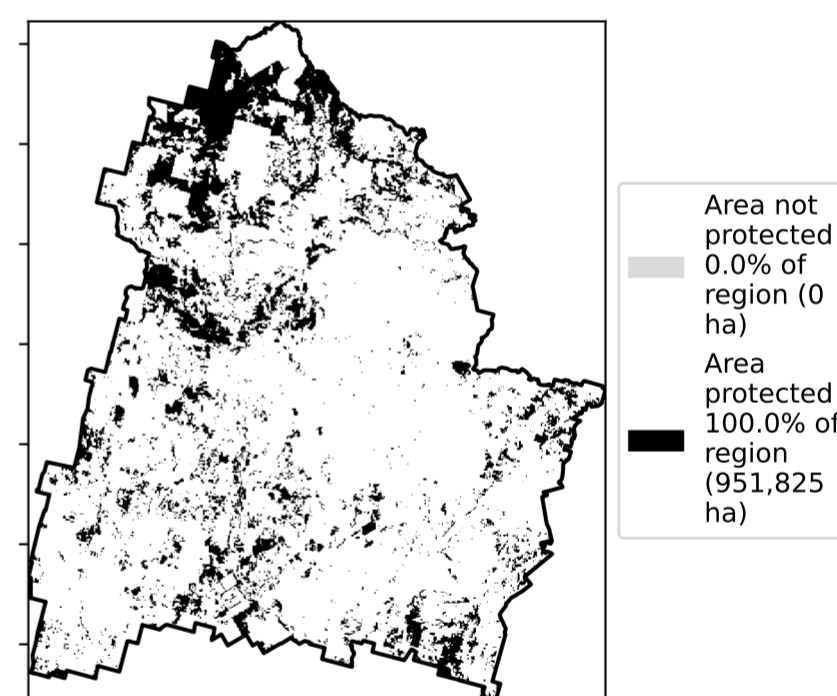 Area not
protected
0.0% of
region (0
ha)
Area
protected
100.0% of
region
(951,825
ha)